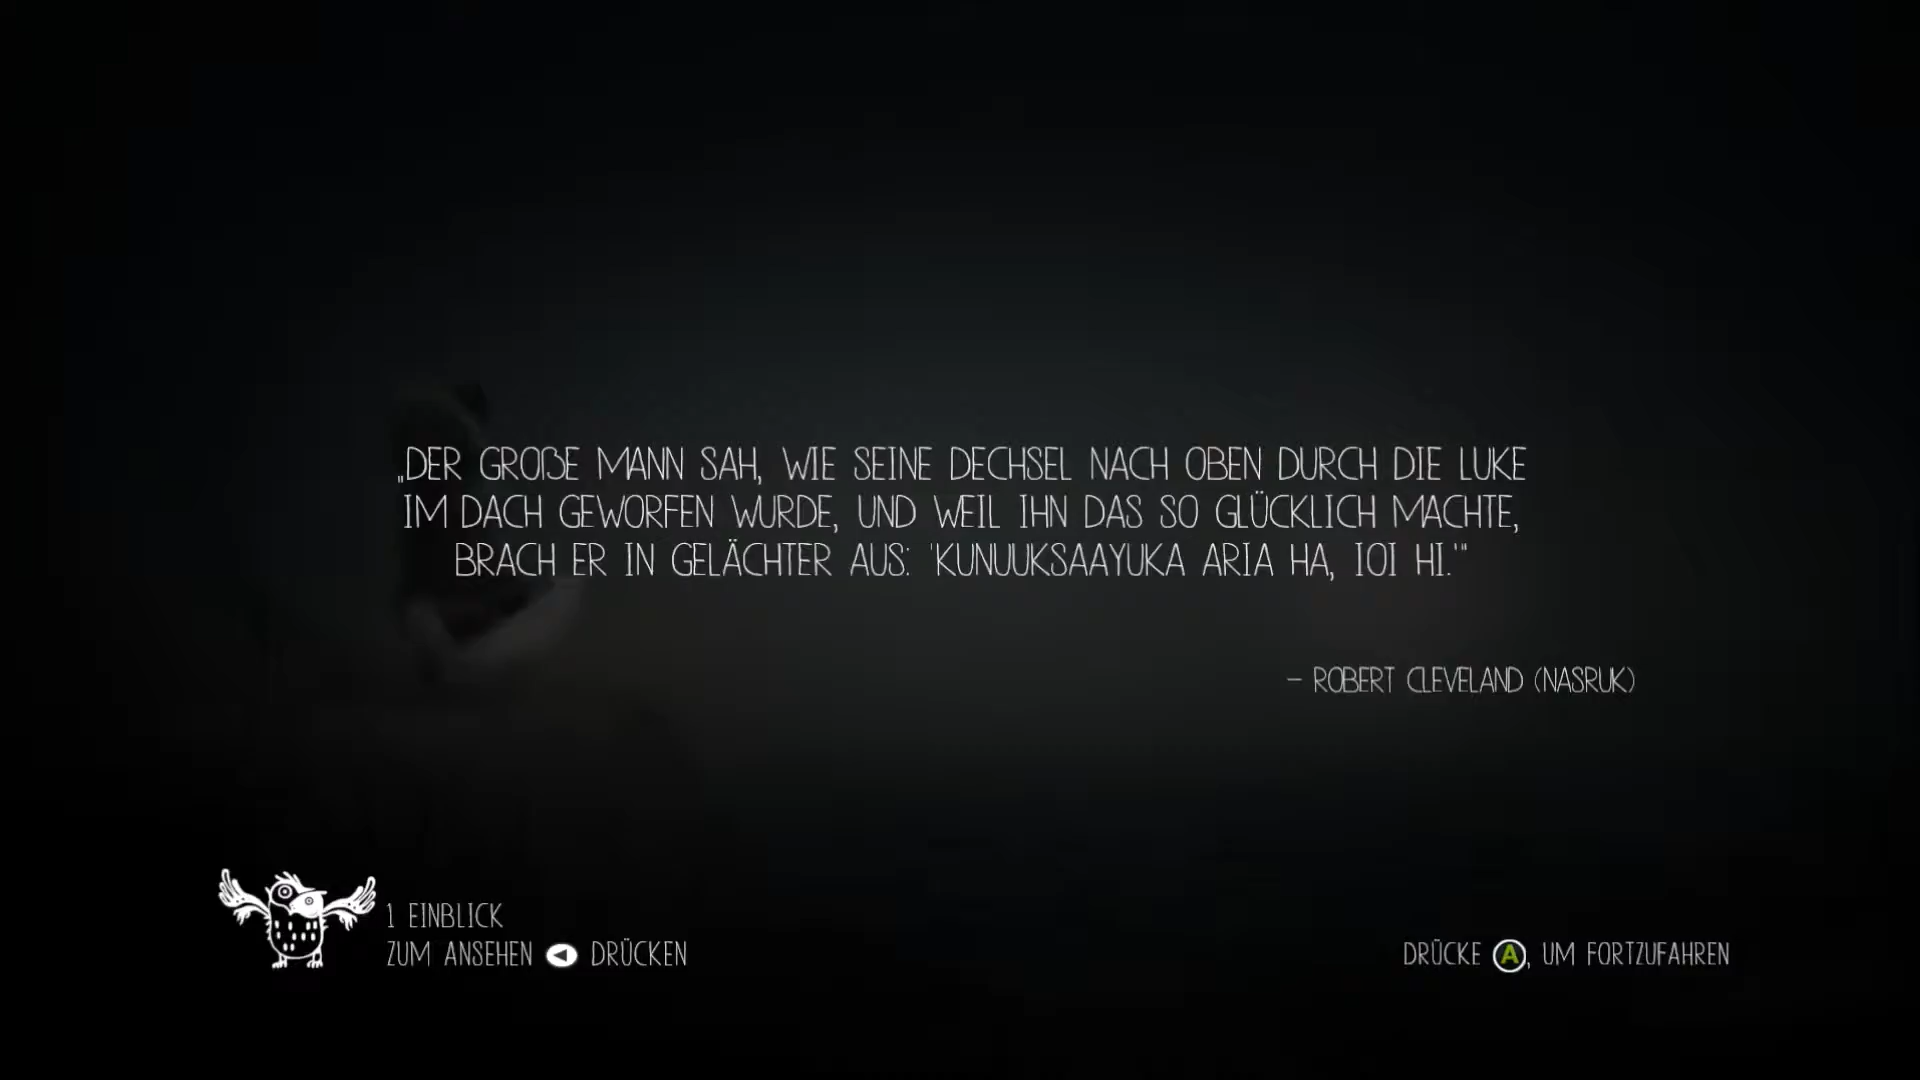 „DER GROẞE MANN SAH, WIE SEINE DECHSEL NACH OBEN DURCH DIE LUKE
IM DACH GEWORFEN WURDE, UND WEIL IHN DAS SO GLÜCKLICH MACHTE,
BRACH ER IN GELÄCHTER AUS: 'KUNUUKSAAYUKA ARIA HA, IOI HI.'"
– ROBERT CLEVELAND (NASRUK)
1 EINBLICK
ZUM ANSEHEN ◄ DRÜCKEN
DRÜCKE A, UM FORTZUFAHREN